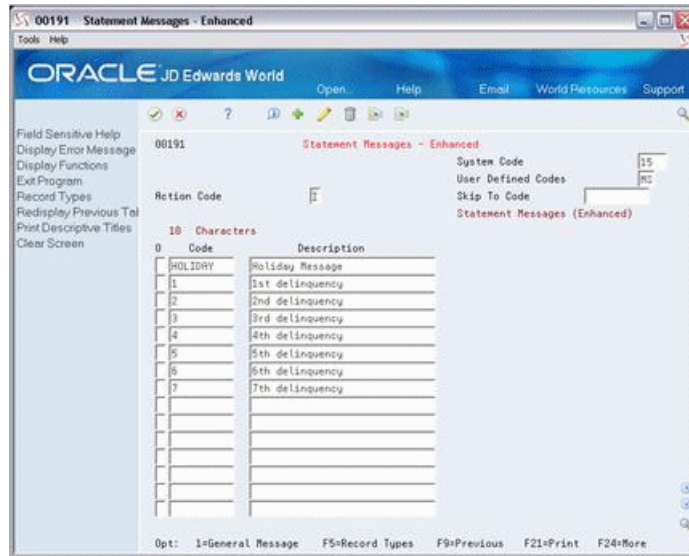 00191 Statement Messages - Enhanced
Tools Help
ORACLE JD Edwards World
Open... Help Email World Resources Support
Field Sensitive Help
Display Error Message
Display Functions
Exit Program
Record Types
Redisplay Previous Tal
Print Descriptive Titles
Clear Screen
00191 Statement Messages - Enhanced
System Code 15
User Defined Codes MS
Action Code I Skip To Code
Statement Messages (Enhanced)
10 Characters
O Code Description
HOLIDAY Holiday Message
1 1st delinquency
2 2nd delinquency
3 3rd delinquency
4 4th delinquency
5 5th delinquency
6 6th delinquency
7 7th delinquency
Opt: 1=General Message F5=Record Types F9=Previous F21=Print F24=More